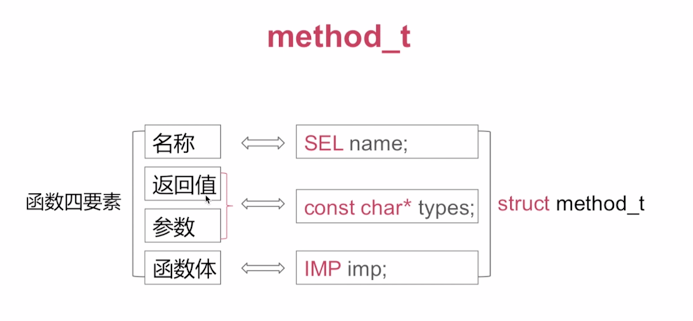 method_t
名称
SEL name;
返回值
函数四要素
const char* types;
struct method_t
参数
函数体
IMP imp;